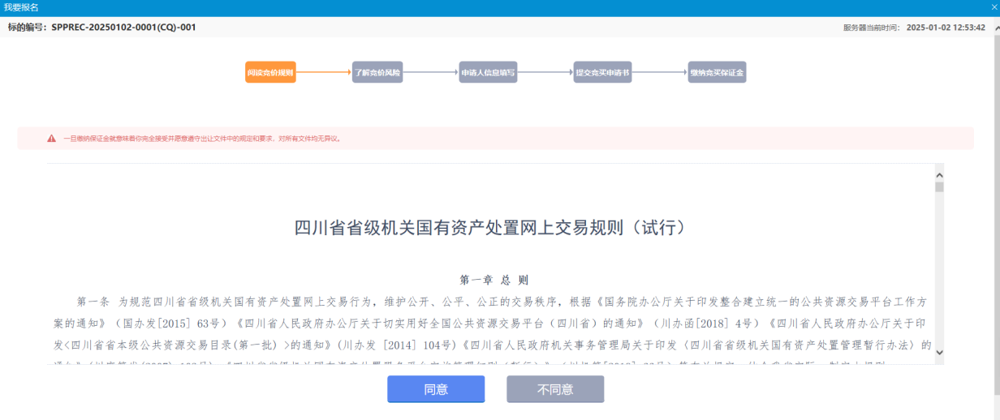 我要报名
标的编号：SPPREC-20250102-0001(CQ)-001
服务器当前时间： 2025-01-02 12:53:42
阅读竞价规则
了解竞价风险
申请人信息填写
提交竞买申请书
缴纳竞买保证金
一旦缴纳保证金就意味着你完全接受并愿意遵守出让文件中的规定和要求，对所有文件均无异议。
四川省省级机关国有资产处置网上交易规则（试行）
第一章 总 则
第一条 为规范四川省省级机关国有资产处置网上交易行为，维护公开、公平、公正的交易秩序，根据《国务院办公厅关于印发整合建立统一的公共资源交易平台工作方
案的通知》（国办发[2015] 63号）《四川省人民政府办公厅关于切实用好全国公共资源交易平台（四川省）的通知》（川办函[2018] 4号）《四川省人民政府办公厅关于印
发<四川省省本级公共资源交易目录(第一批) >的通知》(川办发 [2014] 104号)《四川省人民政府机关事务管理局关于印发〈四川省省级机关国有资产处置管理暂行办法〉的
同意
不同意